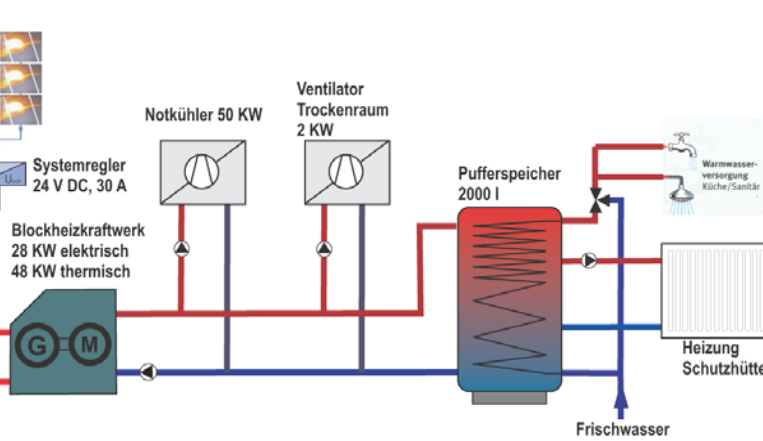 Notkühler 50 KW
Ventilator
Trockenraum
2 KW
Systemregler
24 V DC, 30 A
Pufferspeicher
2000 l
Warmwasser-
versorgung
Küche/Sanitär
Blockheizkraftwerk
28 KW elektrisch
48 KW thermisch
G
M
Heizung
Schutzhütte
Frischwasser